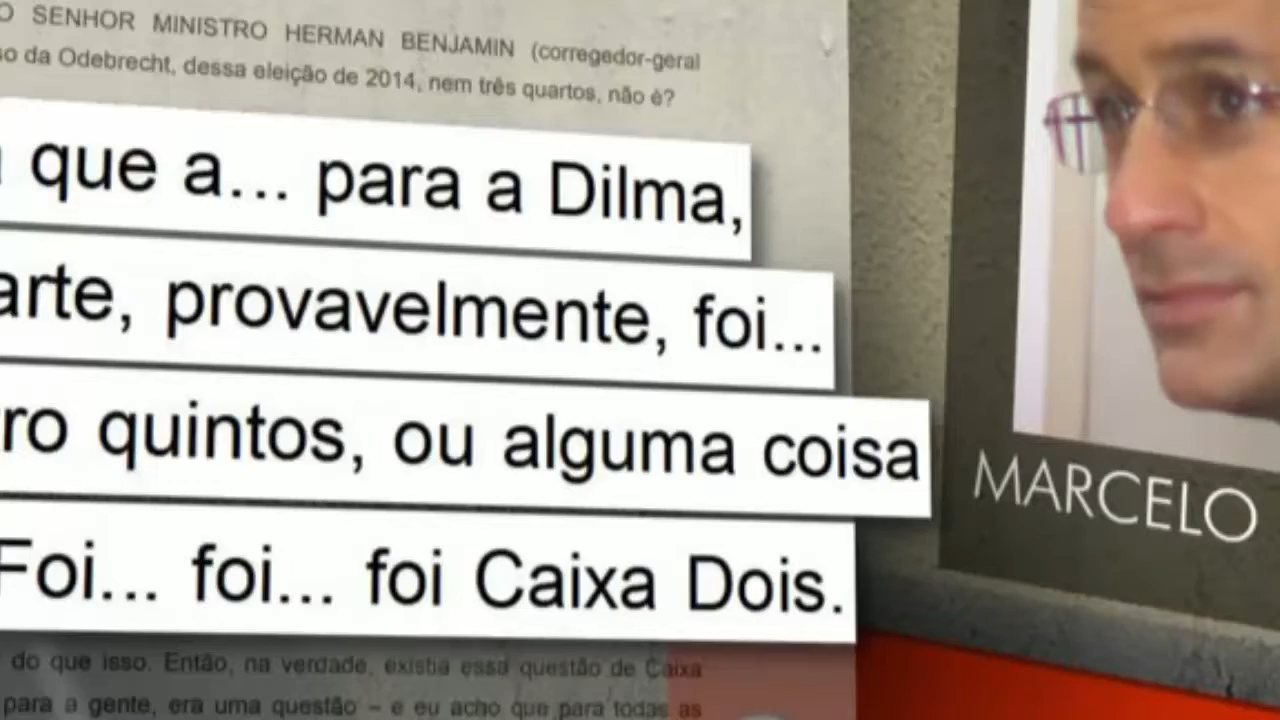 O SENHOR MINISTRO HERMAN BENJAMIN (corregedor-geral
so da Odebrecht, dessa eleição de 2014, nem três quartos, não é?
que a... para a Dilma,
arte, provavelmente, foi...
ro quintos, ou alguma coisa
Foi... foi... foi Caixa Dois.
do que isso. Então, na verdade, existia essa questão de Caixa
para a gente, era uma questão – e eu acho que para todas as
MARCELO